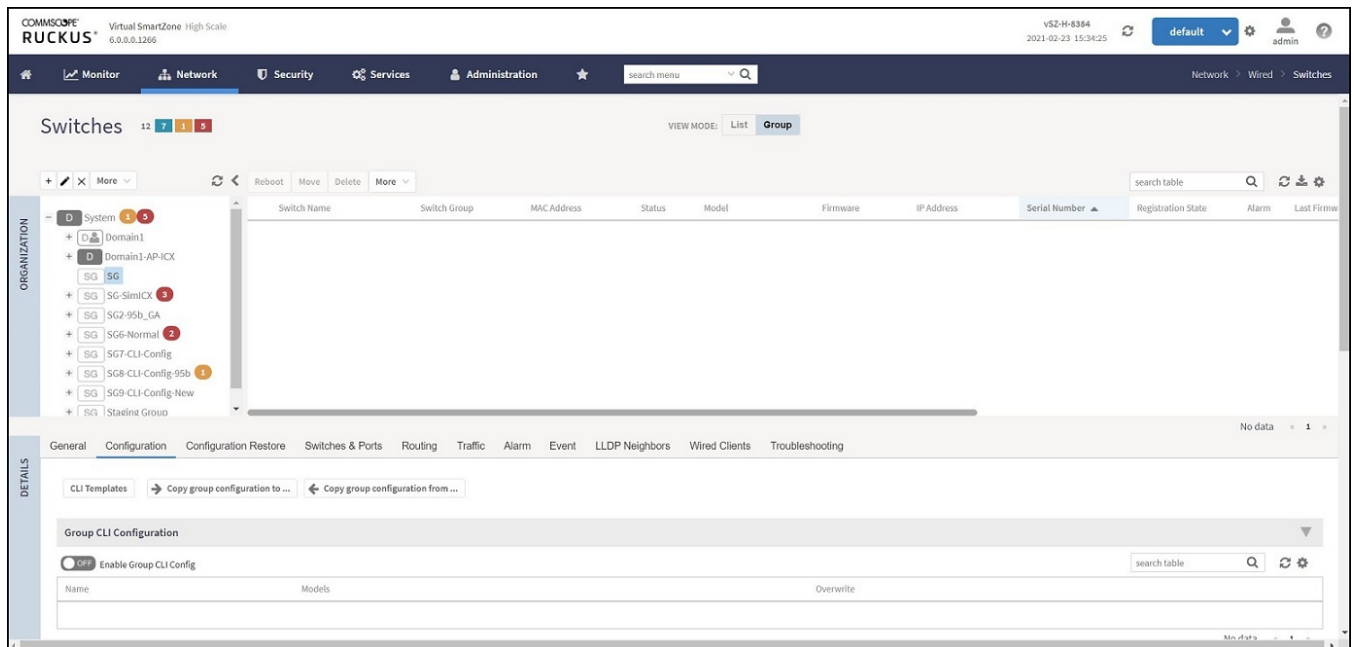 COMMSCOPE®
RUCKUS®
Virtual SmartZone High Scale
6.0.0.0.1266
vSZ-H-8384
2021-02-23 15:34:25
default
admin
Monitor Network Security Services Administration search menu
Network > Wired > Switches
Switches 12 7 1 5
VIEW MODE: List Group
More Reboot Move Delete More search table
ORGANIZATION
Switch Name Switch Group MAC Address Status Model Firmware IP Address Serial Number Registration State Alarm Last Firmw
D System 1 5
D Domain1
D Domain1-AP-ICX
SG SG
SG SG-SimICX 3
SG SG2-95b_GA
SG SG6-Normal 2
SG SG7-CLI-Config
SG SG8-CLI-Config-95b 1
SG SG9-CLI-Config-New
SG Staging Group
No data 1
DETAILS
General Configuration Configuration Restore Switches & Ports Routing Traffic Alarm Event LLDP Neighbors Wired Clients Troubleshooting
CLI Templates Copy group configuration to ... Copy group configuration from ...
Group CLI Configuration
OFF Enable Group CLI Config search table
Name Models Overwrite
No data 1